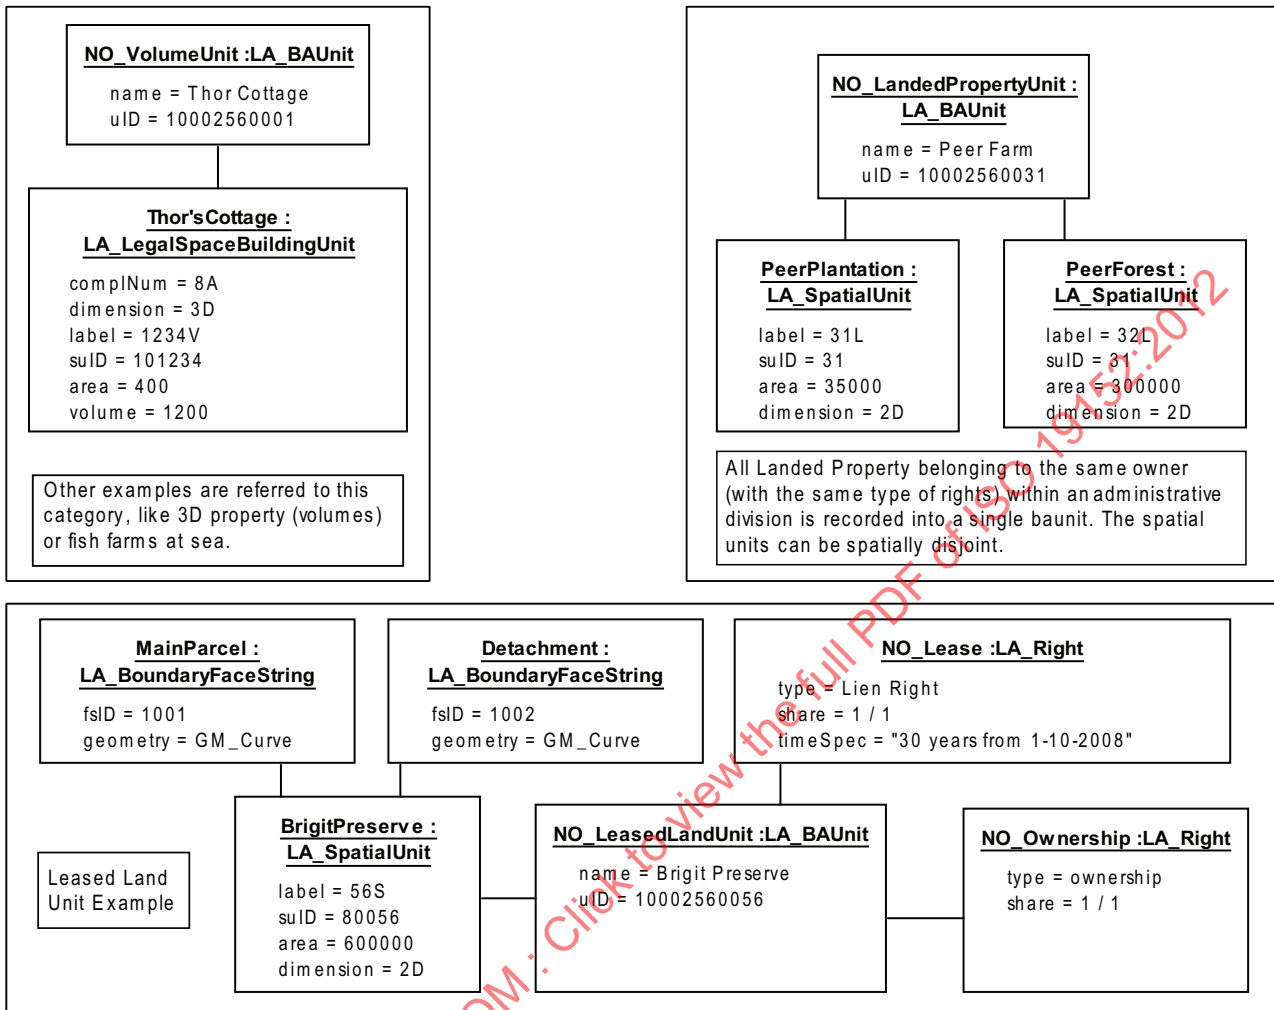 NO_VolumeUnit :LA_BAUnit
name = Thor Cottage
uID = 10002560001
Thor'sCottage :
LA_LegalSpaceBuildingUnit
complNum = 8A
dimension = 3D
label = 1234V
suID = 101234
area = 400
volume = 1200
Other examples are referred to this
category, like 3D property (volumes)
or fish farms at sea.
NO_LandedPropertyUnit :
LA_BAUnit
name = Peer Farm
uID = 10002560031
PeerPlantation :
LA_SpatialUnit
label = 31L
suID = 31
area = 35000
dimension = 2D
PeerForest :
LA_SpatialUnit
label = 32L
suID = 31
area = 300000
dimension = 2D
All Landed Property belonging to the same owner
(with the same type of rights) within an administrative
division is recorded into a single baunit. The spatial
units can be spatially disjoint.
MainParcel :
LA_BoundaryFaceString
fsID = 1001
geometry = GM_Curve
Detachment :
LA_BoundaryFaceString
fsID = 1002
geometry = GM_Curve
NO_Lease :LA_Right
type = Lien Right
share = 1 / 1
timeSpec = "30 years from 1-10-2008"
Leased Land
Unit Example
BrigitPreserve :
LA_SpatialUnit
label = 56S
suID = 80056
area = 600000
dimension = 2D
NO_LeasedLandUnit :LA_BAUnit
name = Brigit Preserve
uID = 10002560056
NO_Ownership :LA_Right
type = ownership
share = 1 / 1
OM : Click to view the full PDF of ISO 19152:2012